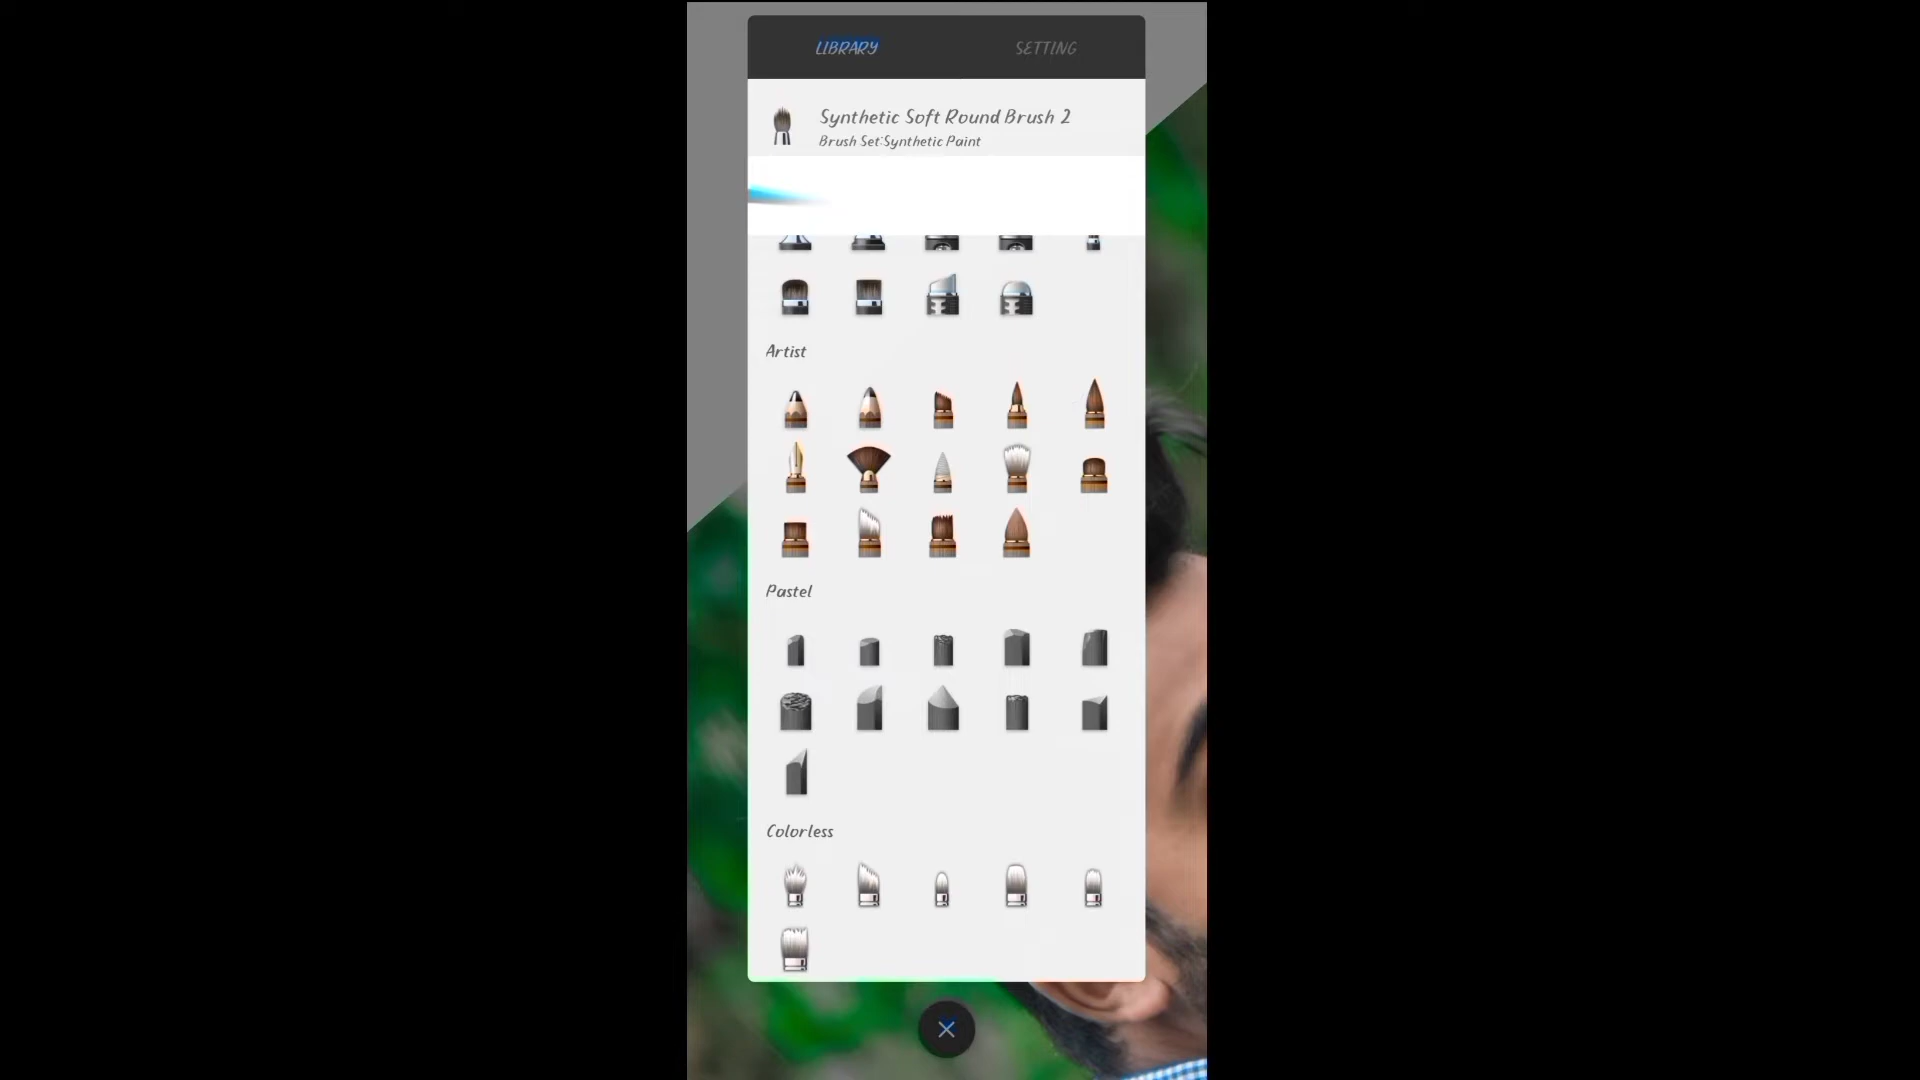 LIBRARY
SETTING
Synthetic Soft Round Brush 2
Brush Set:Synthetic Paint
Artist
Pastel
Colorless